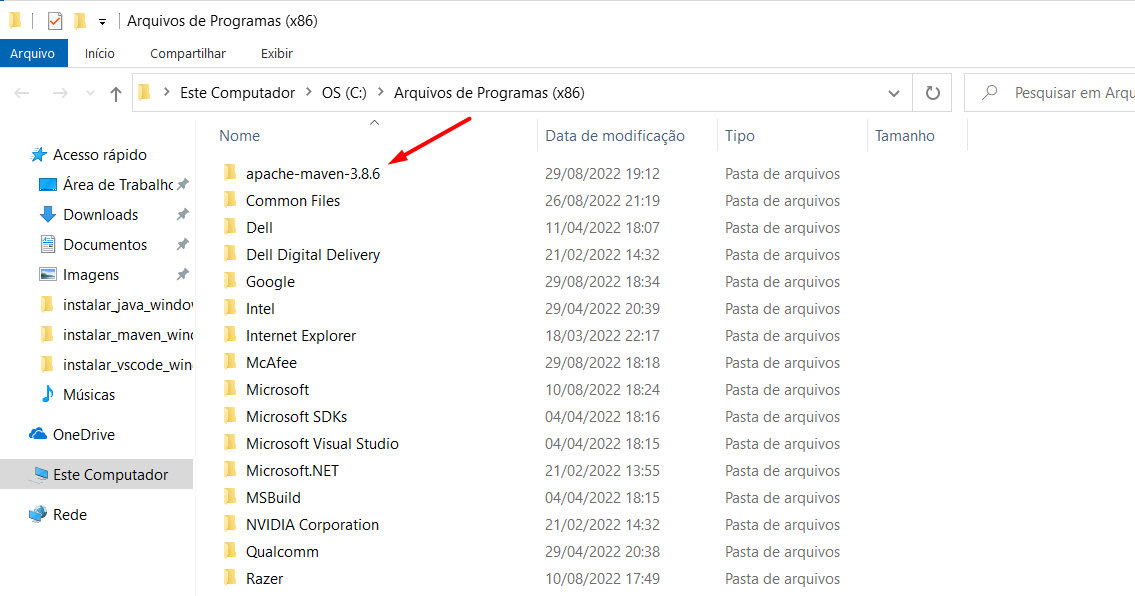 Arquivos de Programas (x86)
Arquivo Início Compartilhar Exibir
Este Computador OS (C:) Arquivos de Programas (x86) Pesquisar em Arqu
Nome Data de modificação Tipo Tamanho
Acesso rápido
Área de Trabalho
Downloads
Documentos
Imagens
instalar_java_window
instalar_maven_wind
instalar_vscode_win
Músicas
OneDrive
Este Computador
Rede
apache-maven-3.8.6 29/08/2022 19:12 Pasta de arquivos
Common Files 26/08/2022 21:19 Pasta de arquivos
Dell 11/04/2022 18:07 Pasta de arquivos
Dell Digital Delivery 21/02/2022 14:32 Pasta de arquivos
Google 29/08/2022 18:34 Pasta de arquivos
Intel 29/04/2022 20:39 Pasta de arquivos
Internet Explorer 18/03/2022 22:17 Pasta de arquivos
McAfee 29/08/2022 18:18 Pasta de arquivos
Microsoft 10/08/2022 18:24 Pasta de arquivos
Microsoft SDKs 04/04/2022 18:16 Pasta de arquivos
Microsoft Visual Studio 04/04/2022 18:15 Pasta de arquivos
Microsoft.NET 21/02/2022 13:55 Pasta de arquivos
MSBuild 04/04/2022 18:15 Pasta de arquivos
NVIDIA Corporation 21/02/2022 14:32 Pasta de arquivos
Qualcomm 29/04/2022 20:38 Pasta de arquivos
Razer 10/08/2022 17:49 Pasta de arquivos